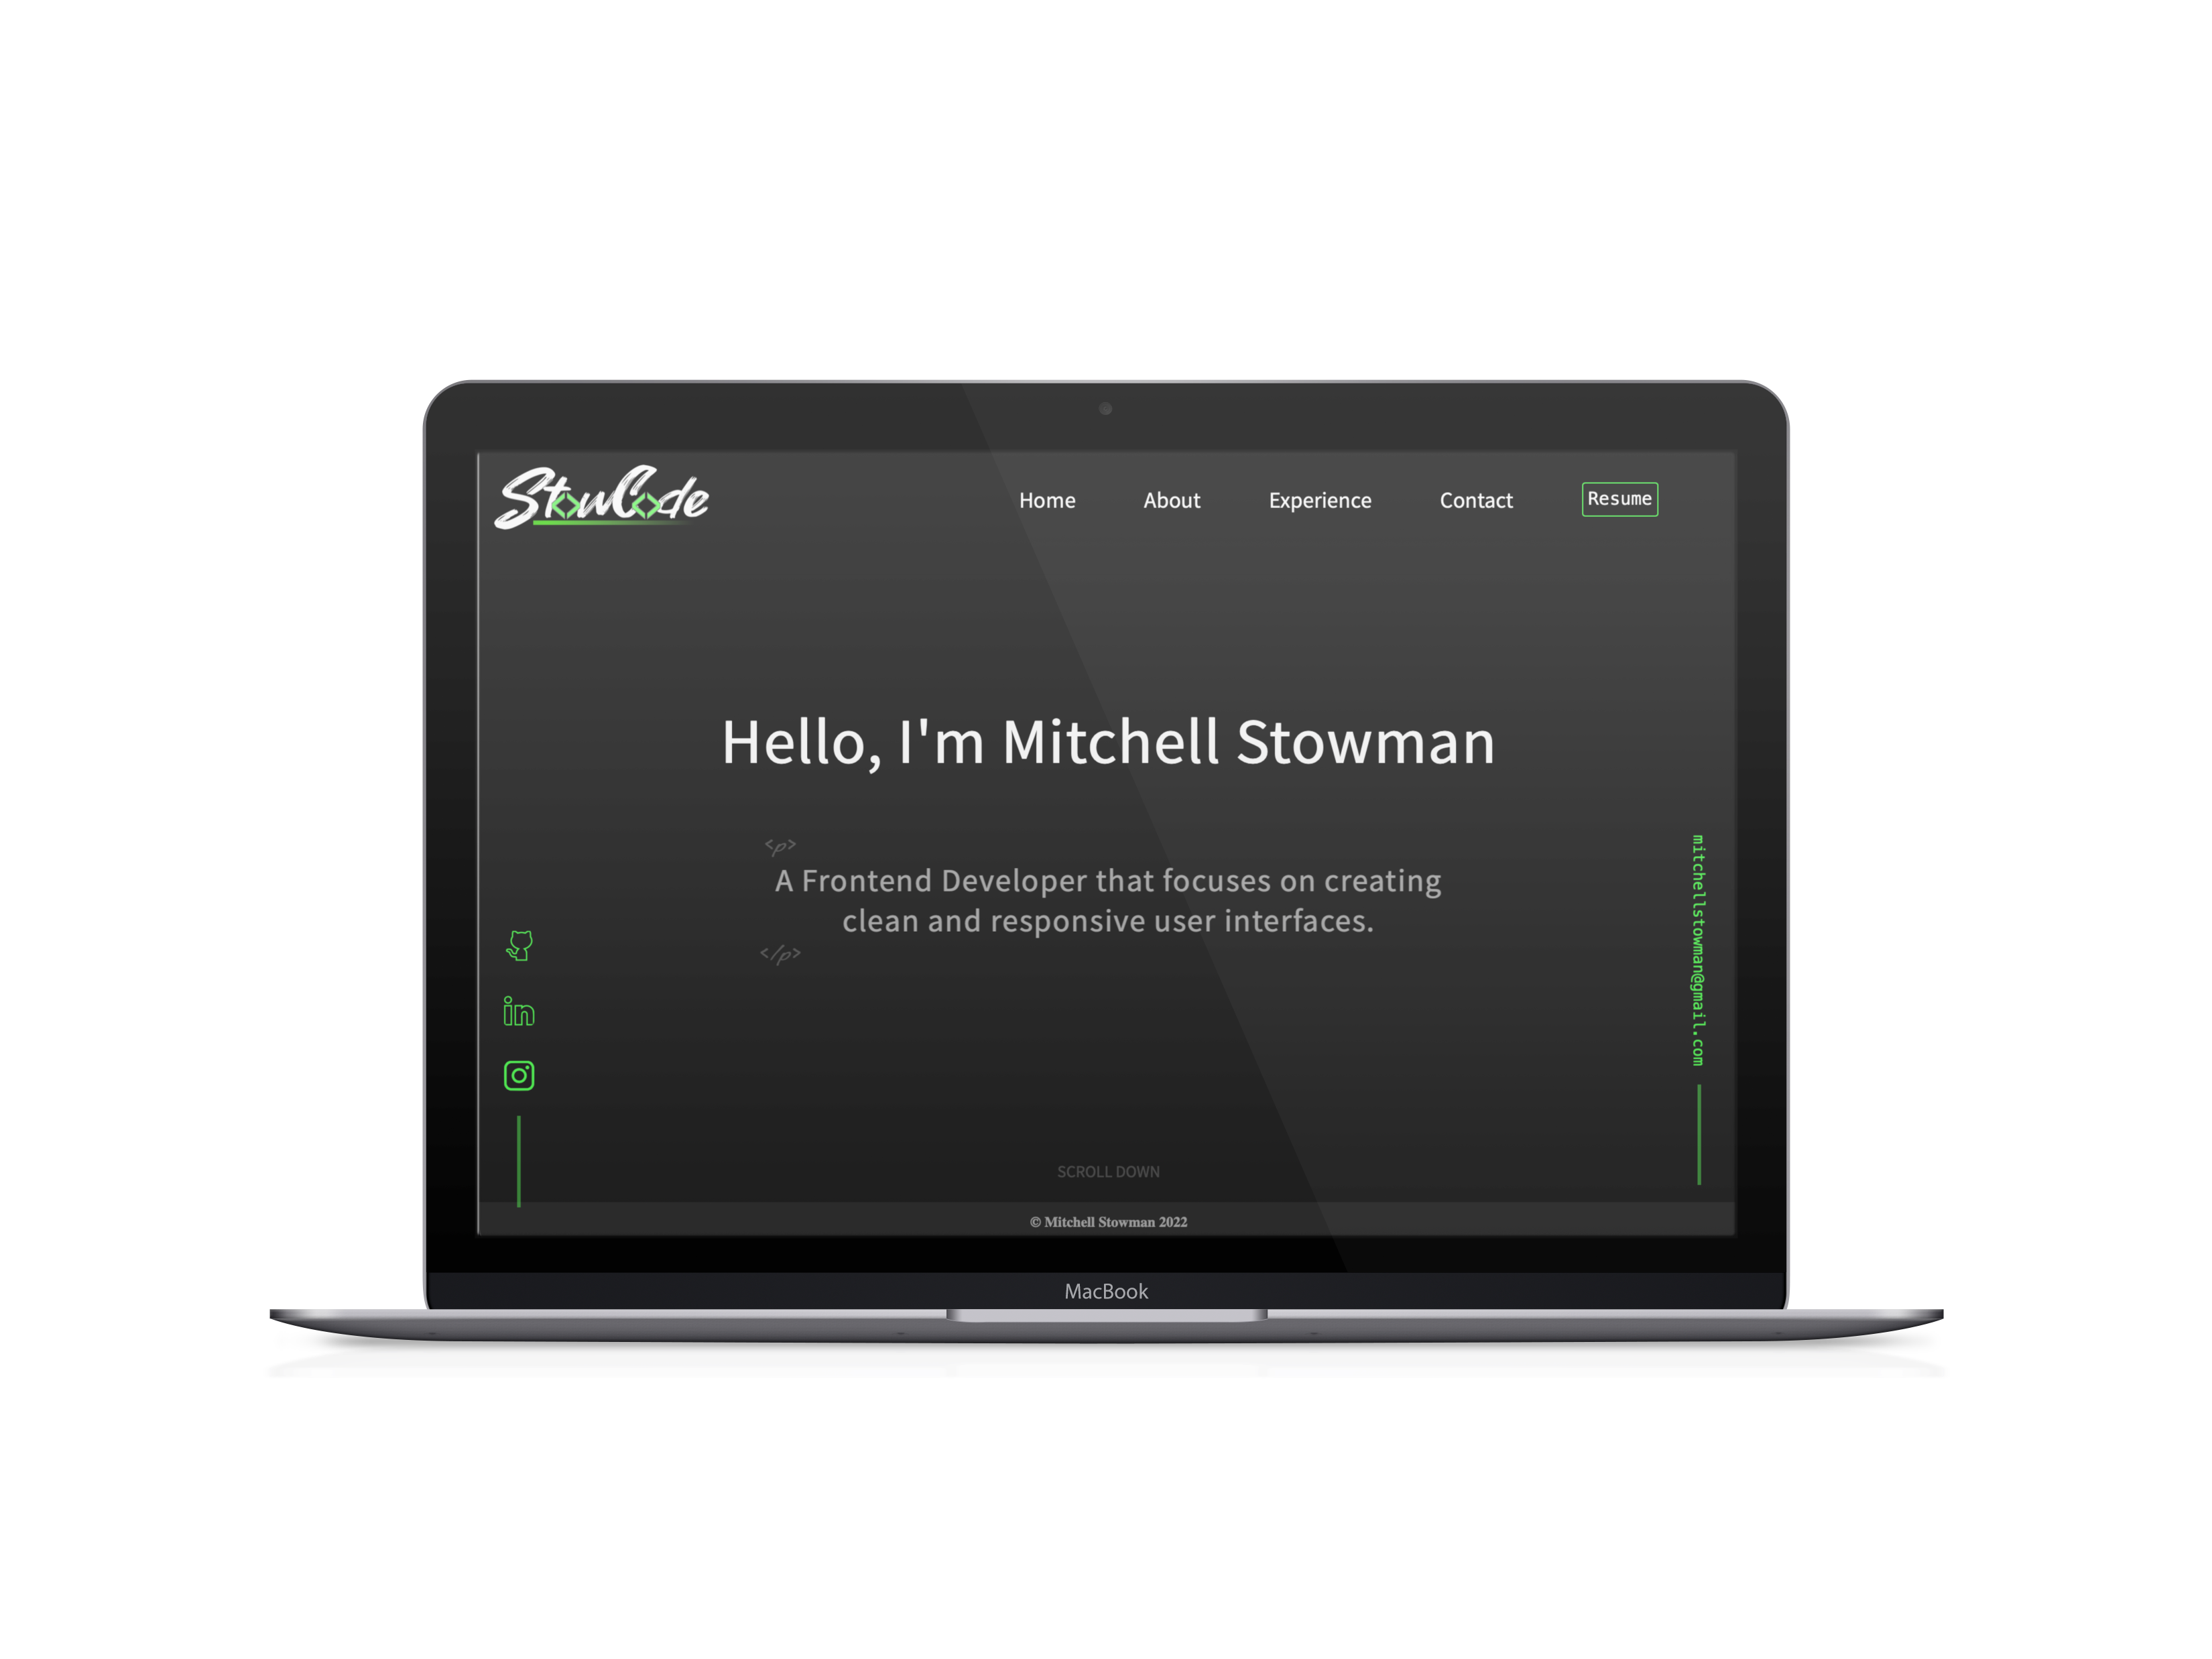 StowCode
Home About Experience Contact Resume
Hello, I'm Mitchell Stowman
<p>
A Frontend Developer that focuses on creating
clean and responsive user interfaces.
</p>
in
mitchellstowman@gmail.com
SCROLL DOWN
© Mitchell Stowman 2022
MacBook